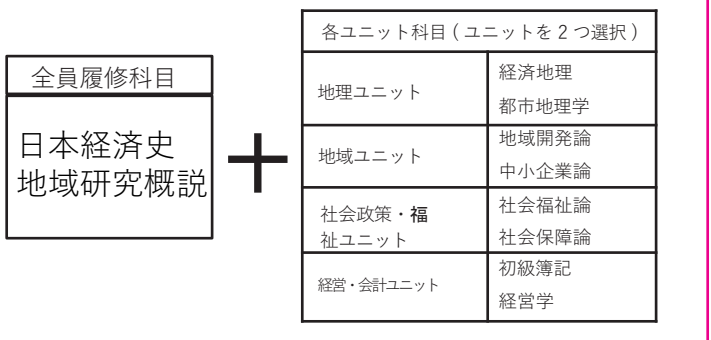 全員履修科目
日本経済史
地域研究概説
＋
各ユニット科目 ( ユニットを 2 つ選択 )
地理ユニット
経済地理
都市地理学
地域ユニット
地域開発論
中小企業論
社会政策・福
祉ユニット
社会福祉論
社会保障論
経営・会計ユニット
初級簿記
経営学